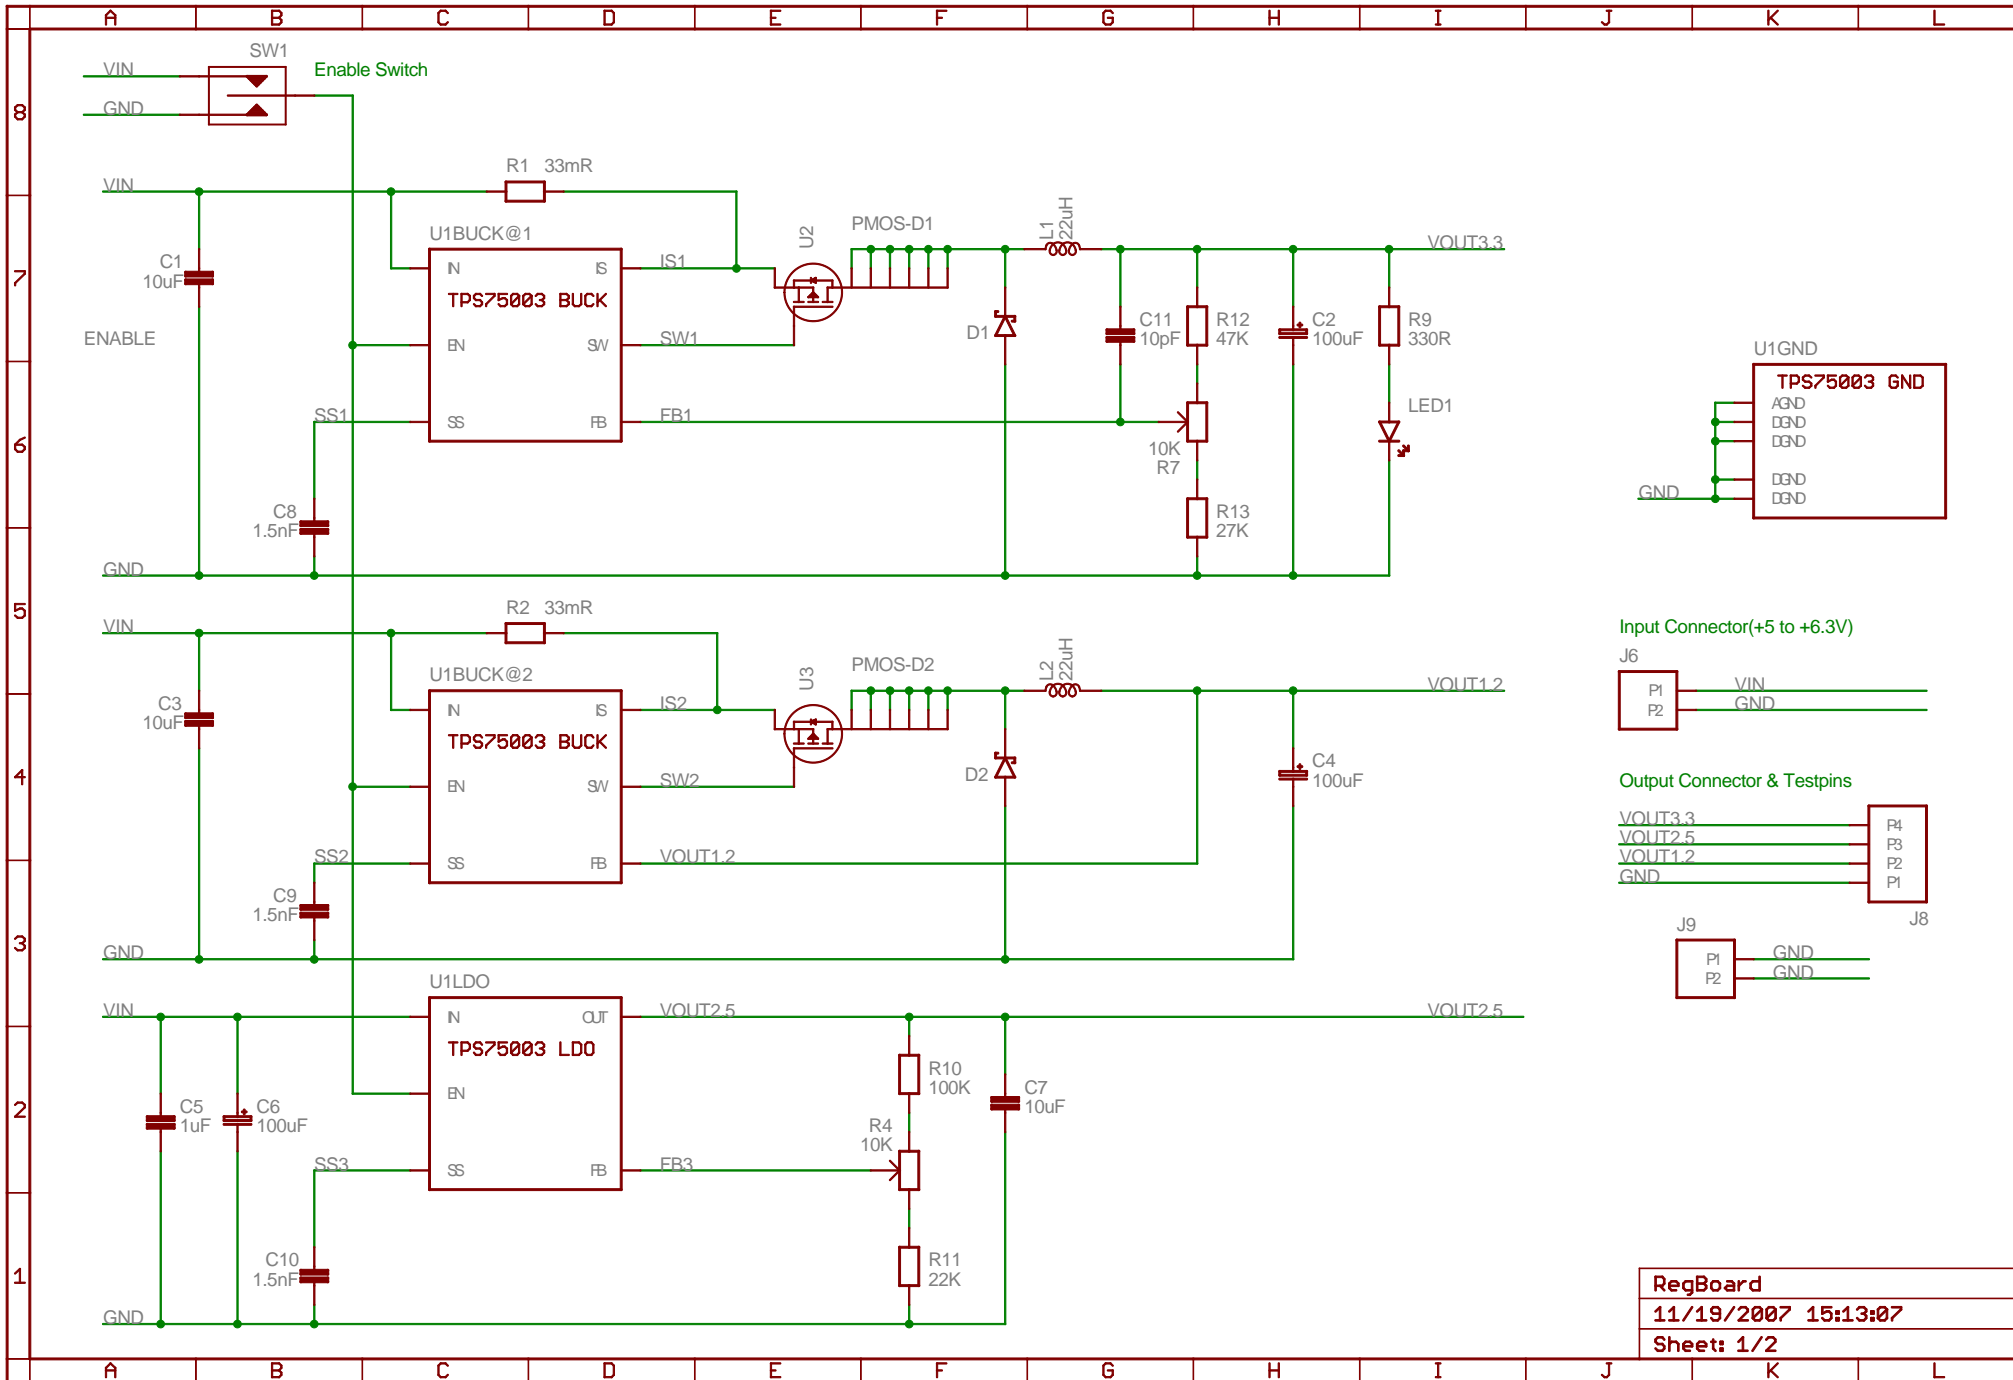 A B C D E F G H I J K L
SW1
VIN
Enable Switch
GND
8
R1 33mR
VIN
U1BUCK@1
U2
PMOS-D1
L1
22uH
VOUT3.3
C1
10uF
7
IN
IS
IS1
TPS75003 BUCK
ENABLE
EN
SW
SW1
D1
C11
10pF
R12
47K
C2
100uF
R9
330R
U1GND
TPS75003 GND
AGND
DGND
DGND
DGND
DGND
GND
SS1
SS
FB
FB1
LED1
6
10K
R7
C8
1.5nF
R13
27K
GND
5
R2 33mR
VIN
Input Connector(+5 to +6.3V)
J6
P1
VIN
P2
GND
U1BUCK@2
U3
PMOS-D2
L2
22uH
VOUT1.2
C3
10uF
IN
IS
IS2
TPS75003 BUCK
4
EN
SW
SW2
D2
C4
100uF
Output Connector & Testpins
VOUT3.3
P4
VOUT2.5
P3
VOUT1.2
P2
GND
P1
J8
SS2
SS
FB
VOUT1.2
C9
1.5nF
J9
P1
GND
P2
GND
3
GND
U1LDO
VIN
IN
OUT
VOUT2.5
VOUT2.5
TPS75003 LDO
EN
R10
100K
C7
10uF
2
C5
1uF
C6
100uF
R4
10K
SS3
SS
FB
FB3
C10
1.5nF
R11
22K
1
GND
RegBoard
11/19/2007 15:13:07
Sheet: 1/2
A B C D E F G H I J K L